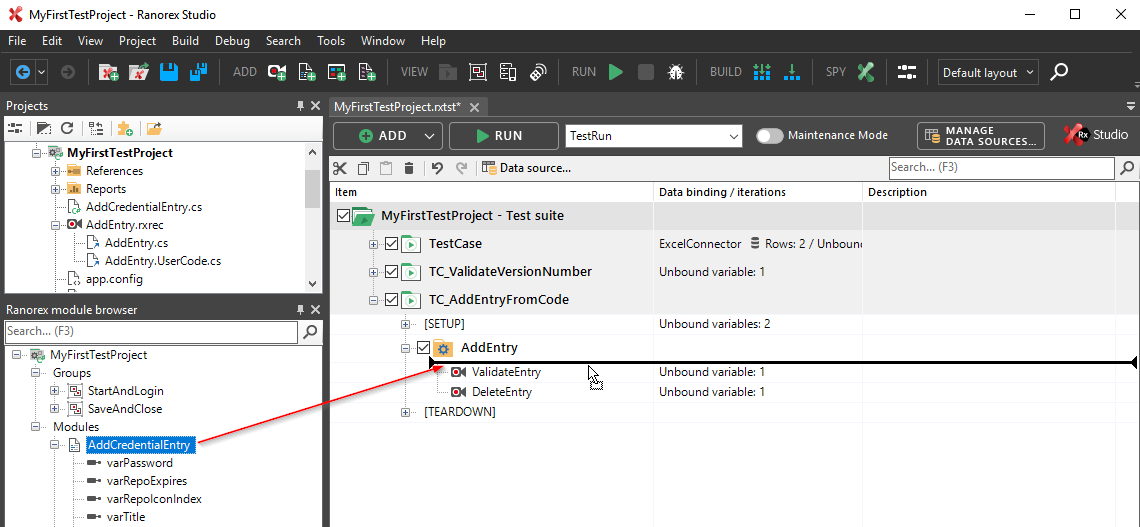 MyFirstTestProject - Ranorex Studio
File Edit View Project Build Debug Search Tools Window Help
ADD VIEW RUN BUILD SPY Default layout
Projects
MyFirstTestProject
References
Reports
AddCredentialEntry.cs
AddEntry.rxrec
AddEntry.cs
AddEntry.UserCode.cs
app.config
Ranorex module browser
Search... (F3)
MyFirstTestProject
Groups
StartAndLogin
SaveAndClose
Modules
AddCredentialEntry
varPassword
varRepoExpires
varRepoIconIndex
varTitle
MyFirstTestProject.rxtst*
ADD RUN TestRun Maintenance Mode MANAGE DATA SOURCES... Rx Studio
Data source... Search... (F3)
Item Data binding / iterations Description
MyFirstTestProject - Test suite
TestCase ExcelConnector Rows: 2 / Unbound
TC_ValidateVersionNumber Unbound variable: 1
TC_AddEntryFromCode
[SETUP] Unbound variables: 2
AddEntry
ValidateEntry Unbound variable: 1
DeleteEntry Unbound variable: 1
[TEARDOWN]